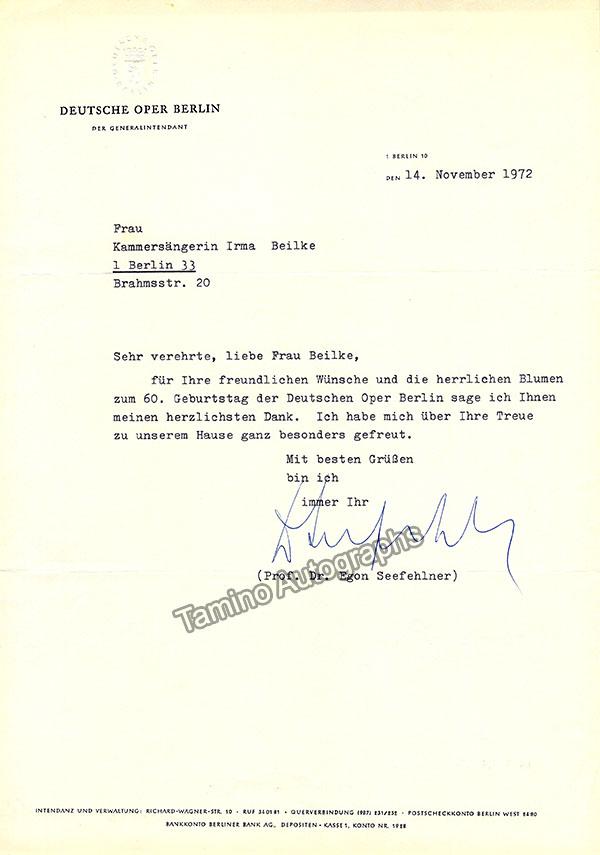 DEUTSCHE OPER BERLIN
DER GENERALINTENDANT
1 BERLIN 10
DEN 14. November 1972
Frau
Kammersängerin Irma Beilke
1 Berlin 33
Brahmsstr. 20
Sehr verehrte, liebe Frau Beilke,
für Ihre freundlichen Wünsche und die herrlichen Blumen
zum 60. Geburtstag der Deutschen Oper Berlin sage ich Ihnen
meinen herzlichsten Dank. Ich habe mich über Ihre Treue
zu unserem Hause ganz besonders gefreut.
Mit besten Grüßen
bin ich
immer Ihr
(Prof. Dr. Egon Seefehlner)
Tamino Autographs
INTENDANZ UND VERWALTUNG: RICHARD-WAGNER-STR. 10 · RUF 34 01 81 · QUERVERBINDUNG (987) 231/232 · POSTSCHECKKONTO BERLIN WEST
BANKKONTO BERLINER BANK AG, DEPOSITEN-KASSE 1, KONTO NR.